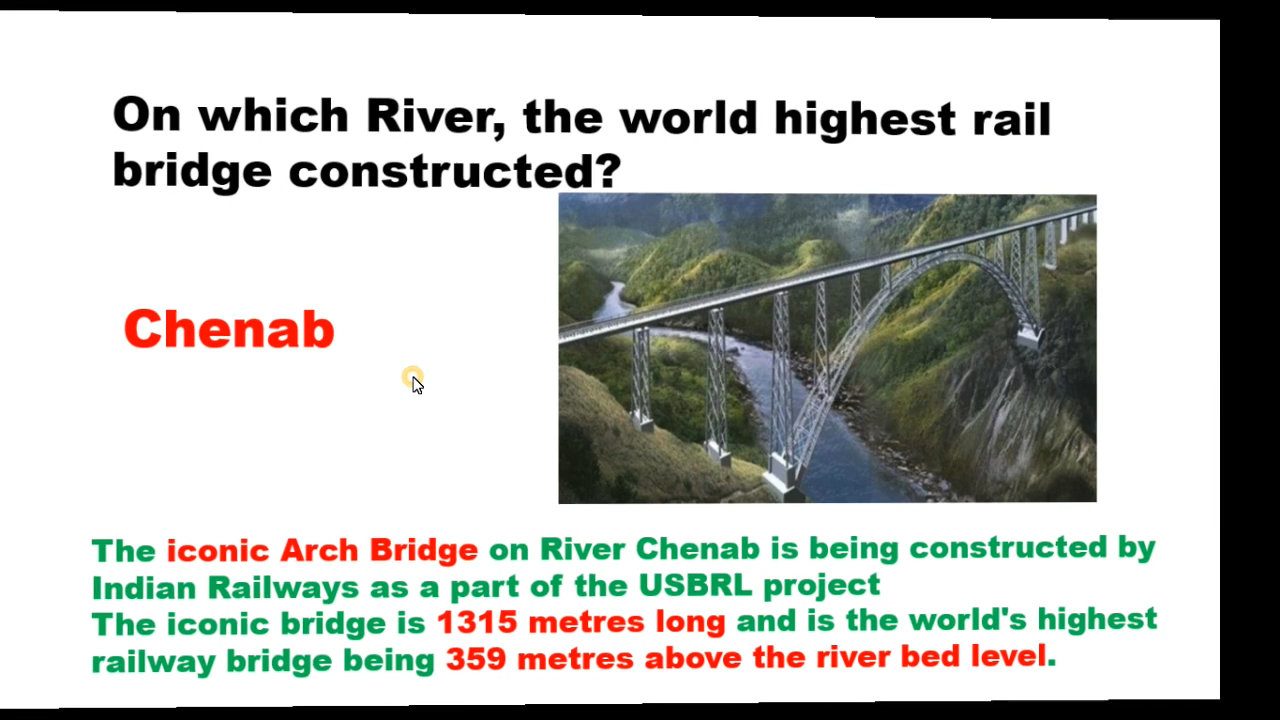 On which River, the world highest rail
bridge constructed?
Chenab
The iconic Arch Bridge on River Chenab is being constructed by
Indian Railways as a part of the USBRL project
The iconic bridge is 1315 metres long and is the world's highest
railway bridge being 359 metres above the river bed level.